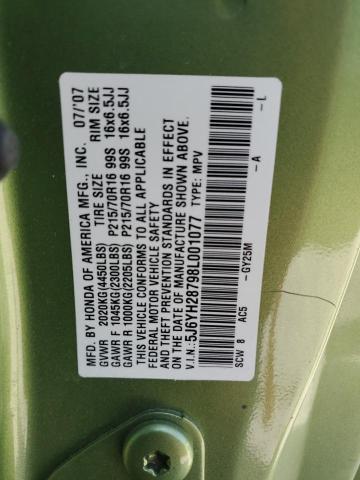 MFD. BY HONDA OF AMERICA MFG., INC. 07/'07
TIRE SIZE RIM SIZE
GVWR 2020KG(4450LBS)
GAWR F 1045KG(2300LBS) P215/70R16 99S 16x6.5JJ
GAWR R 1000KG(2205LBS) P215/70R16 99S 16x6.5JJ
THIS VEHICLE CONFORMS TO ALL APPLICABLE
FEDERAL MOTOR VEHICLE SAFETY
AND THEFT PREVENTION STANDARDS IN
EFFECT ON THE DATE OF MANUFACTURE SHOWN ABOVE.
V.I.N.: 5J6YH28798L001077 TYPE: MPV
SCW 8 AC5 -GY25M -A -L